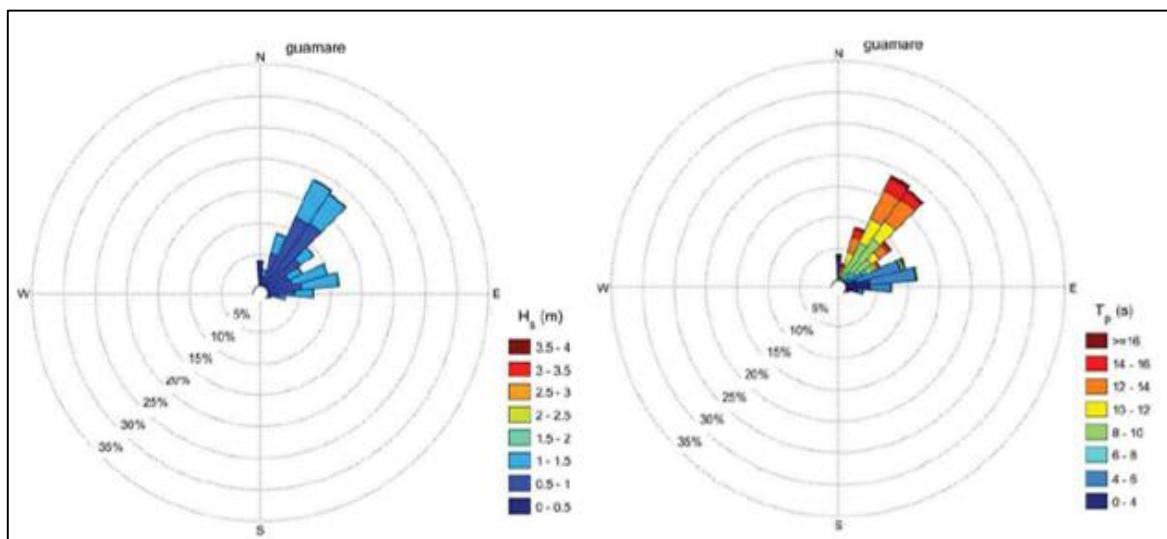 guamare
N
W
E
S
5%
10%
15%
20%
25%
30%
35%
H_s (m)
3.5 - 4
3 - 3.5
2.5 - 3
2 - 2.5
1.5 - 2
1 - 1.5
0.5 - 1
0 - 0.5
guamare
N
W
E
S
5%
10%
15%
20%
25%
30%
35%
T_p (s)
>=16
14 - 16
12 - 14
10 - 12
8 - 10
6 - 8
4 - 6
0 - 4